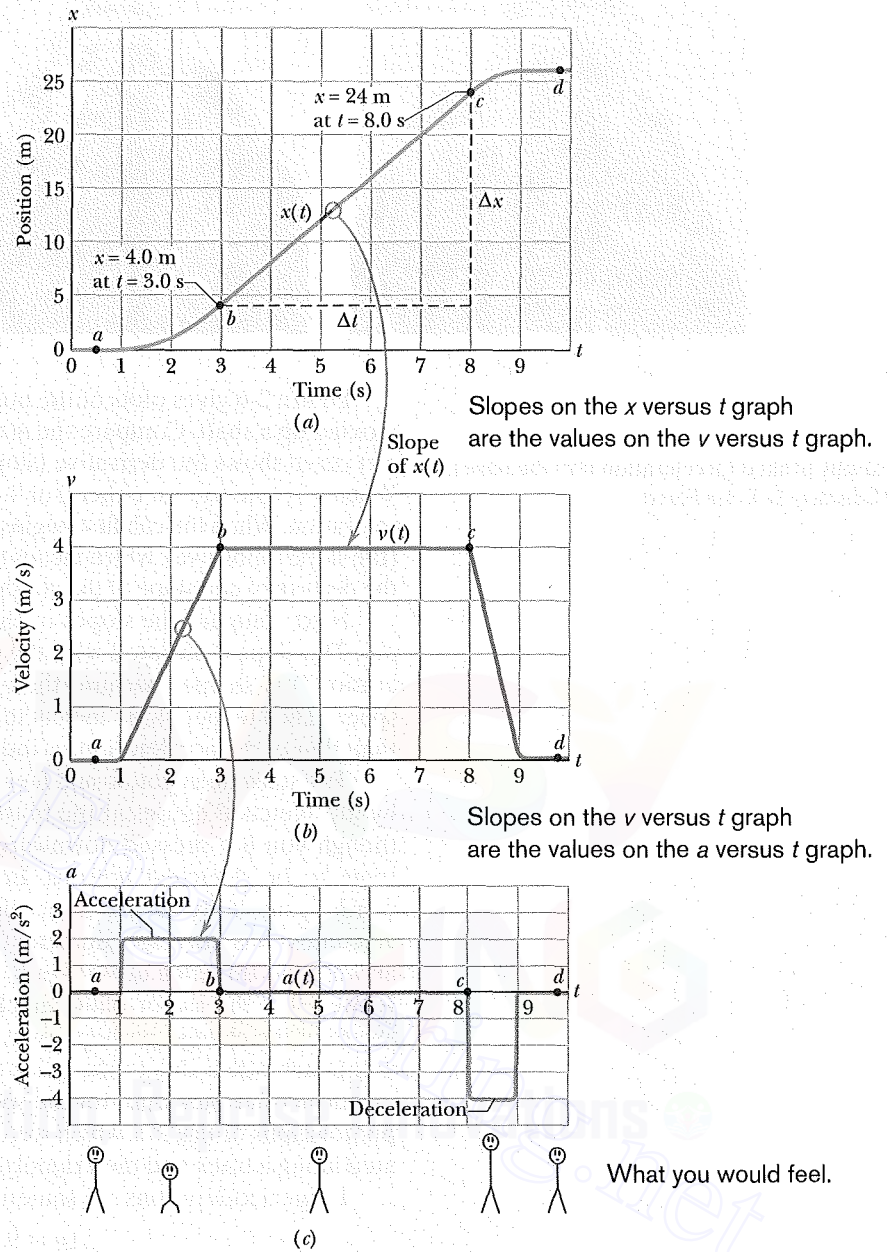 x
25
x = 24 m
at t = 8.0 s
c
d
20
15
Position (m)
x(t)
Δx
10
x = 4.0 m
at t = 3.0 s
5
b
Δt
a
0
0 1 2 3 4 5 6 7 8 9 t
Time (s)
(a)
Slopes on the x versus t graph
are the values on the v versus t graph.
Slope
of x(t)
v
b
v(t)
c
4
3
Velocity (m/s)
2
1
a
d
0
0 1 2 3 4 5 6 7 8 9 t
Time (s)
(b)
Slopes on the v versus t graph
are the values on the a versus t graph.
a
3
Acceleration
2
Acceleration (m/s²)
1
a
b
a(t)
c
d
0
1 2 3 4 5 6 7 8 9 t
–1
–2
–3
–4
Deceleration
What you would feel.
(c)